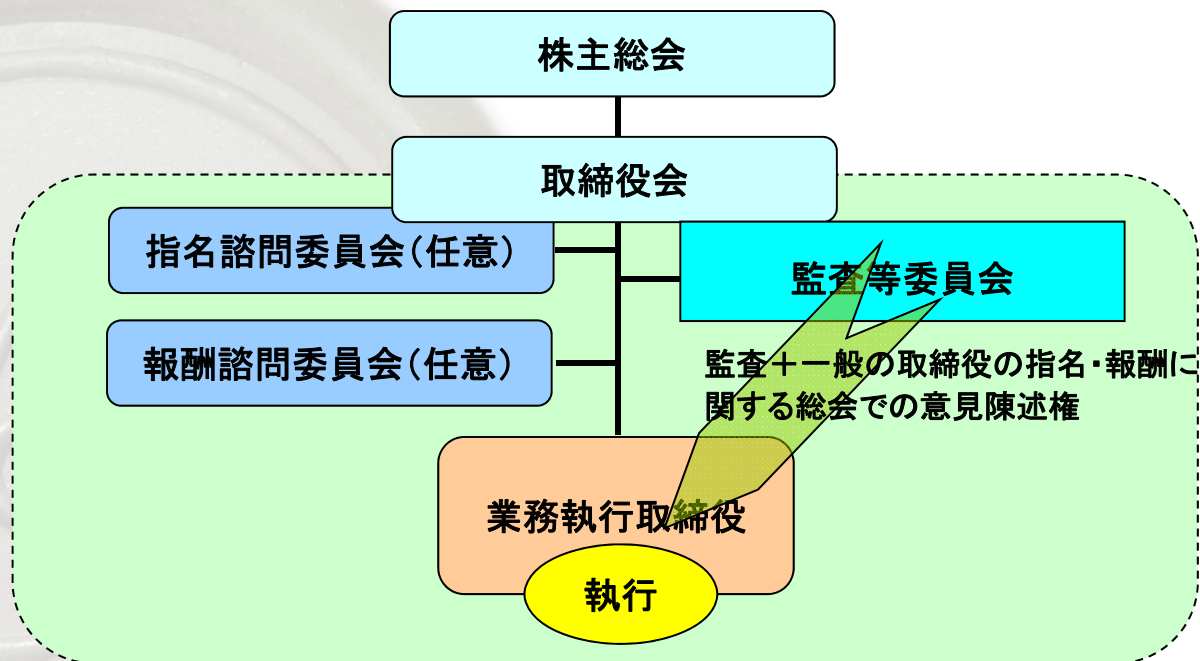 株主総会
取締役会
指名諮問委員会（任意）
監査等委員会
報酬諮問委員会（任意）
監査＋一般の取締役の指名・報酬に
関する総会での意見陳述権
業務執行取締役
執行